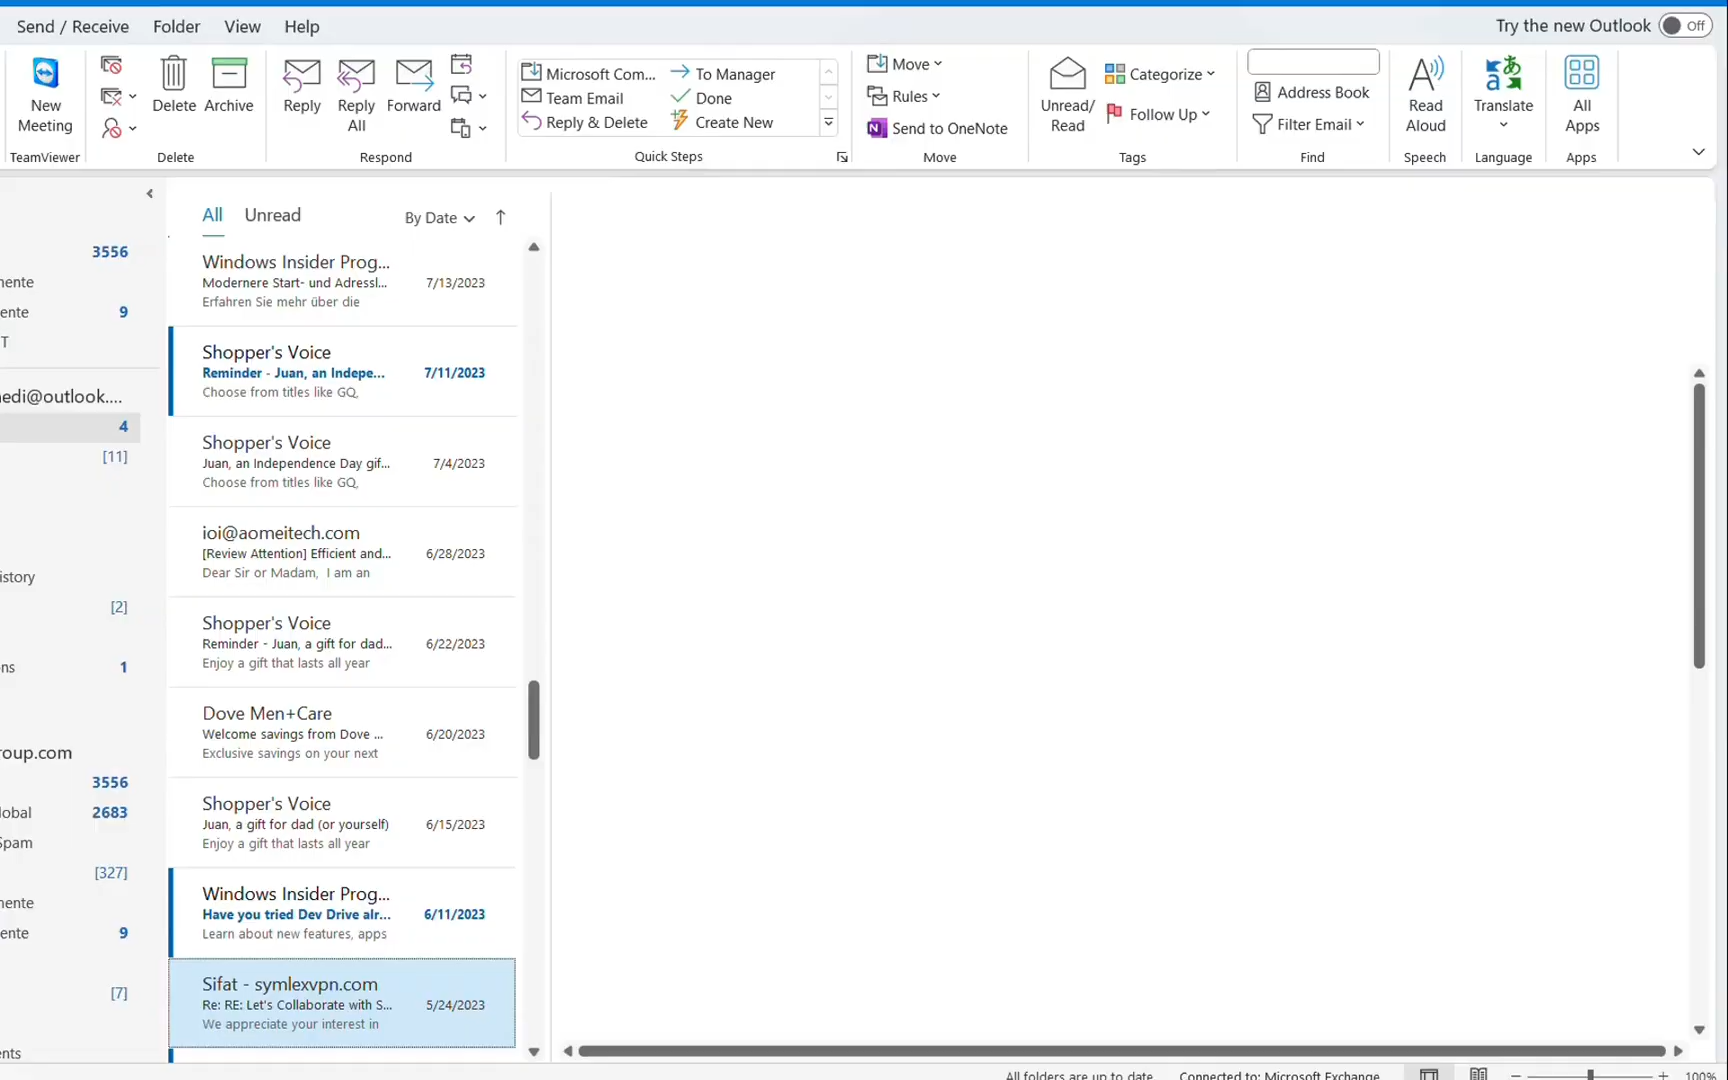 Send / Receive Folder View Help Try the new Outlook Off
New Meeting
TeamViewer
Delete Archive
Delete
Reply Reply All Forward
Respond
Microsoft Com... To Manager
Team Email Done
Reply & Delete Create New
Quick Steps
Move
Rules
Send to OneNote
Move
Unread/ Read
Categorize
Follow Up
Tags
Address Book
Filter Email
Find
Read Aloud
Speech
Translate
Language
All Apps
Apps
3556
nente
ente 9
T
nedi@outlook....
4
[11]
istory
[2]
ns 1
roup.com
3556
lobal 2683
Spam
[327]
nente
ente 9
[7]
nts
All Unread By Date
Windows Insider Prog...
Modernere Start- und Adressl... 7/13/2023
Erfahren Sie mehr über die
Shopper's Voice
Reminder - Juan, an Indepe... 7/11/2023
Choose from titles like GQ,
Shopper's Voice
Juan, an Independence Day gif... 7/4/2023
Choose from titles like GQ,
ioi@aomeitech.com
[Review Attention] Efficient and... 6/28/2023
Dear Sir or Madam, I am an
Shopper's Voice
Reminder - Juan, a gift for dad... 6/22/2023
Enjoy a gift that lasts all year
Dove Men+Care
Welcome savings from Dove ... 6/20/2023
Exclusive savings on your next
Shopper's Voice
Juan, a gift for dad (or yourself) 6/15/2023
Enjoy a gift that lasts all year
Windows Insider Prog...
Have you tried Dev Drive alr... 6/11/2023
Learn about new features, apps
Sifat - symlexvpn.com
Re: RE: Let's Collaborate with S... 5/24/2023
We appreciate your interest in
All folders are up to date. Connected to: Microsoft Exchange 100%